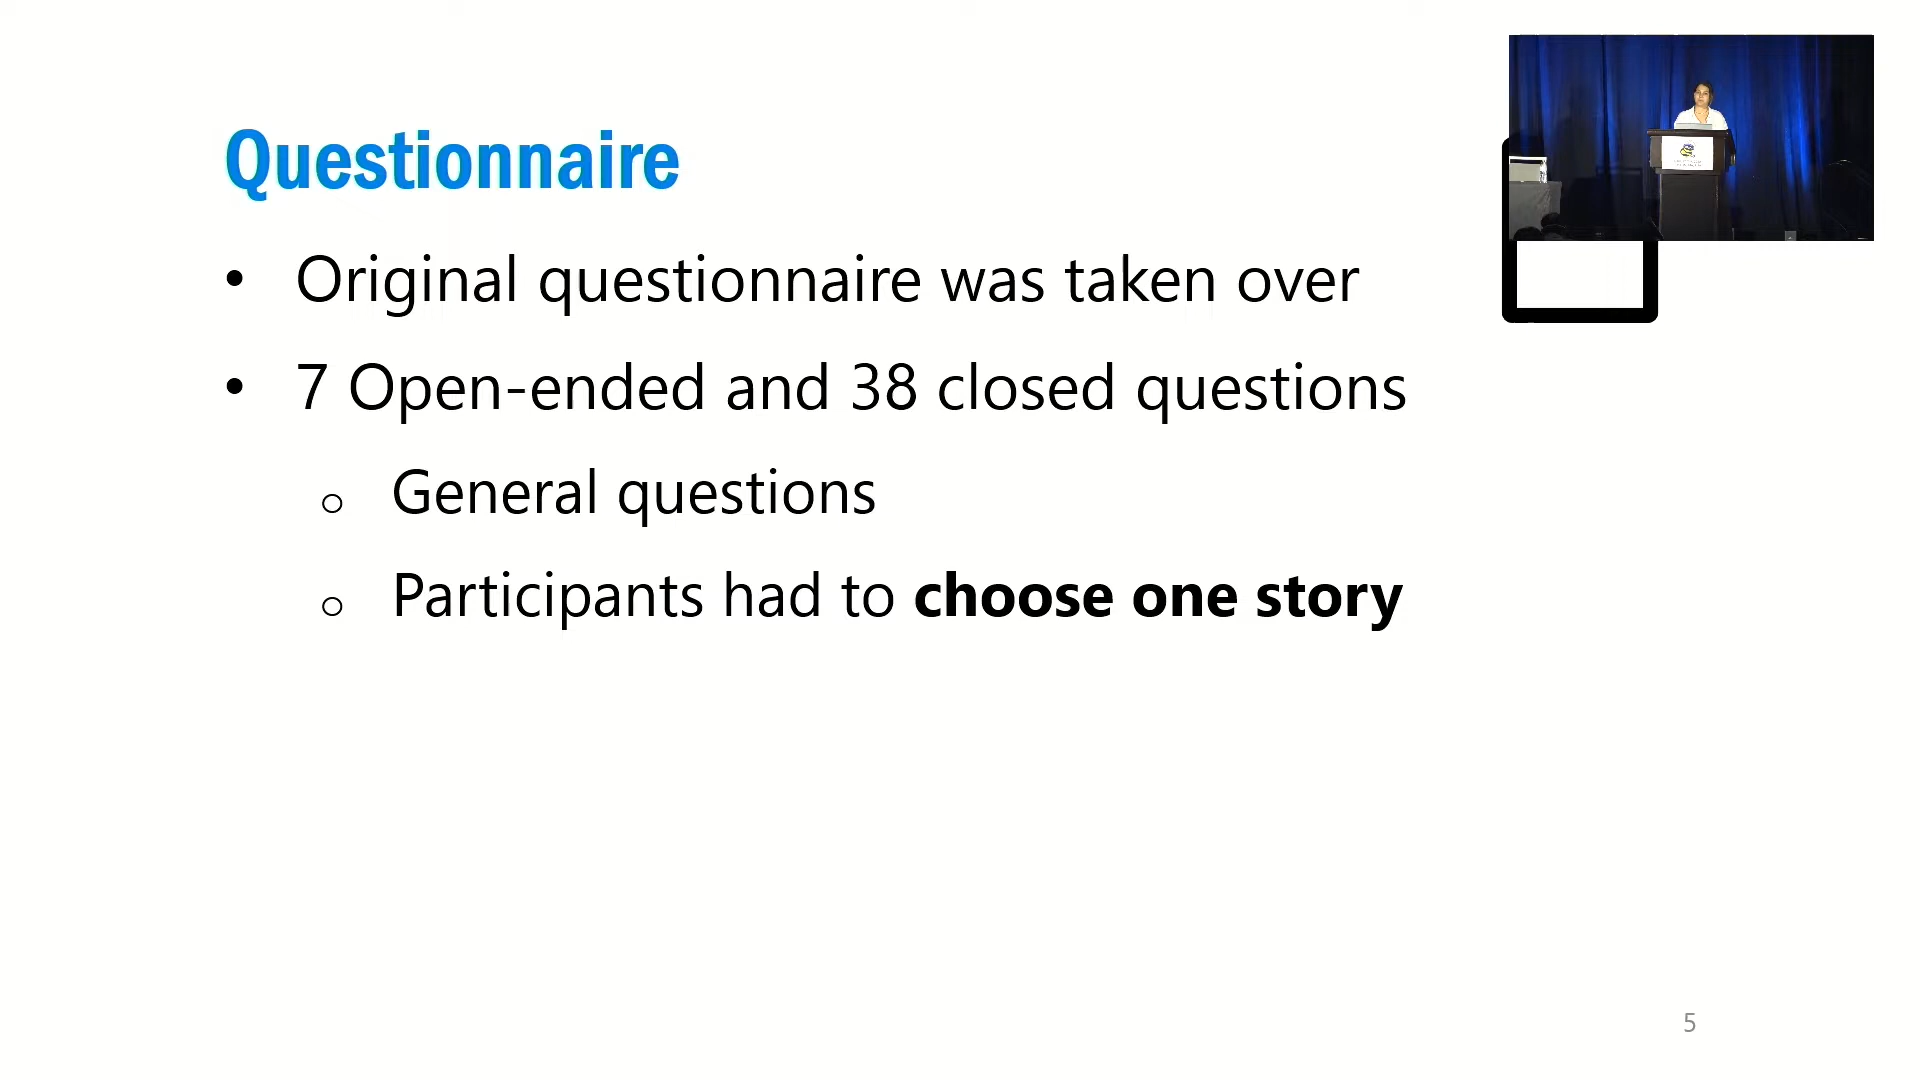 Questionnaire
• Original questionnaire was taken over
• 7 Open-ended and 38 closed questions
o General questions
o Participants had to choose one story
5